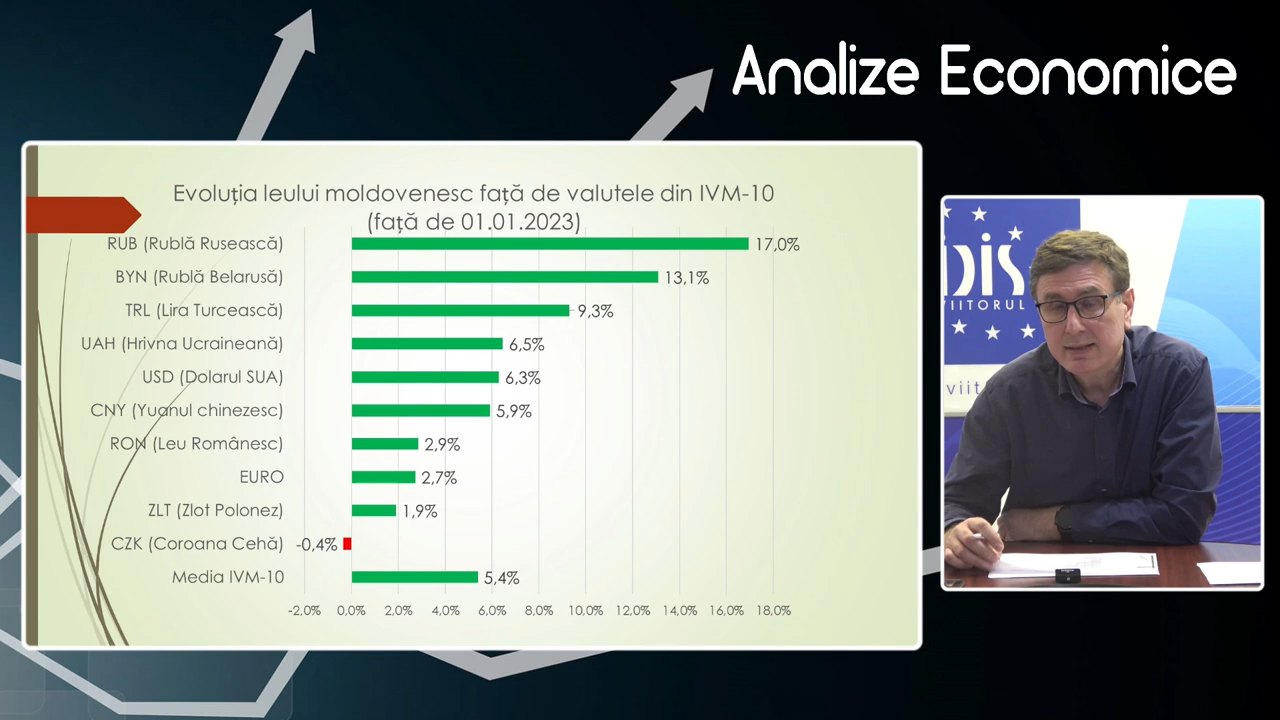 Analize Economice
Evoluția leului moldovenesc față de valutele din IVM-10
(față de 01.01.2023)
RUB (Rublă Rusească) 17,0%
BYN (Rublă Belarusă) 13,1%
TRL (Lira Turcească) 9,3%
UAH (Hrivna Ucraineană) 6,5%
USD (Dolarul SUA) 6,3%
CNY (Yuanul chinezesc) 5,9%
RON (Leu Românesc) 2,9%
EURO 2,7%
ZLT (Zlot Polonez) 1,9%
CZK (Coroana Cehă) -0,4%
Media IVM-10 5,4%
-2,0% 0,0% 2,0% 4,0% 6,0% 8,0% 10,0% 12,0% 14,0% 16,0% 18,0%
DIS
VIITORUL
viit